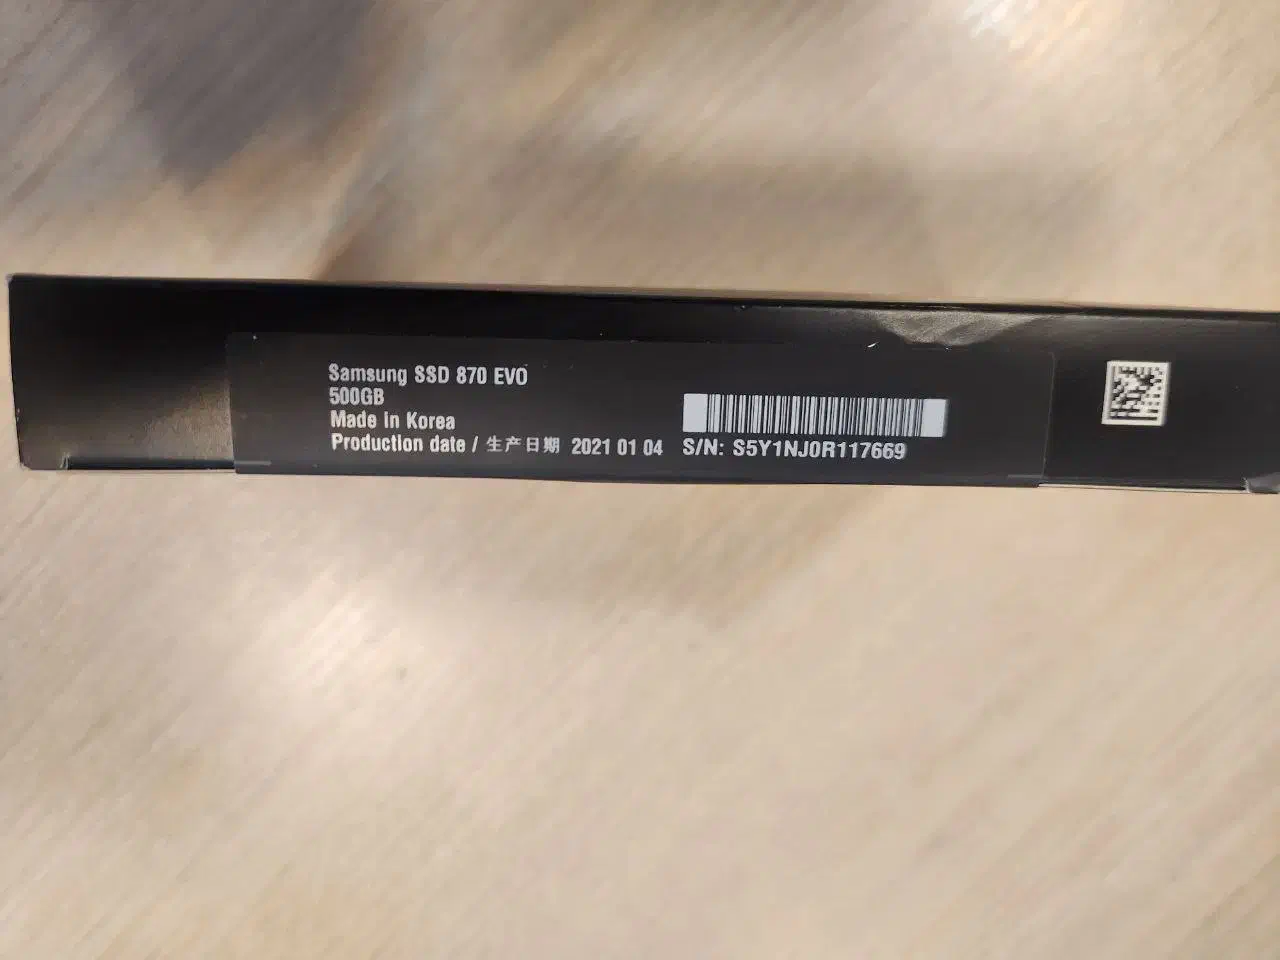 Samsung SSD 870 EVO
500GB
Made in Korea
Production date / 生产日期 2021 01 04
S/N: S5Y1NJ0R117669